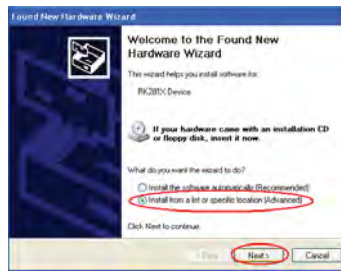 Found New Hardware Wizard
Welcome to the Found New
Hardware Wizard
This wizard helps you install software for:
RK281X Device
If your hardware came with an installation CD
or floppy disk, insert it now.
What do you want the wizard to do?
Install the software automatically (Recommended)
Install from a list or specific location (Advanced)
Click Next to continue.
< Back Next > Cancel